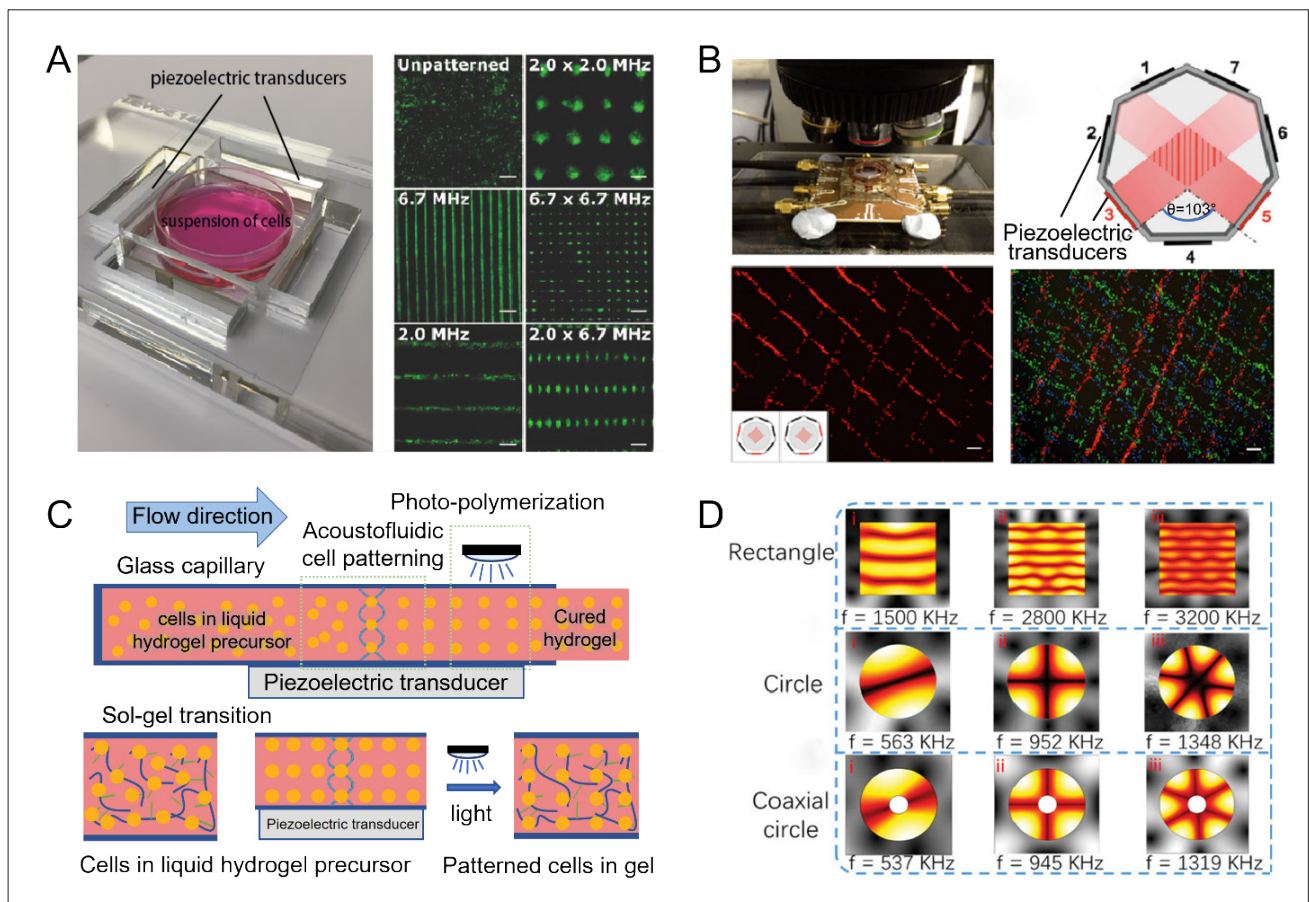 A
piezoelectric transducers
suspension of cells
Unpatterned
2.0 x 2.0 MHz
6.7 MHz
6.7 x 6.7 MHz
2.0 MHz
2.0 x 6.7 MHz
B
1
7
2
6
3
5
θ=103°
Piezoelectric
transducers
4
C
Flow direction
Photo-polymerization
Acoustofluidic
cell patterning
Glass capillary
cells in liquid
hydrogel precursor
Cured
hydrogel
Piezoelectric transducer
Sol-gel transition
Piezoelectric transducer
light
Cells in liquid hydrogel precursor
Patterned cells in gel
D
Rectangle
i
ii
iii
f = 1500 KHz
f = 2800 KHz
f = 3200 KHz
Circle
i
ii
iii
f = 563 KHz
f = 952 KHz
f = 1348 KHz
Coaxial
circle
i
ii
iii
f = 537 KHz
f = 945 KHz
f = 1319 KHz